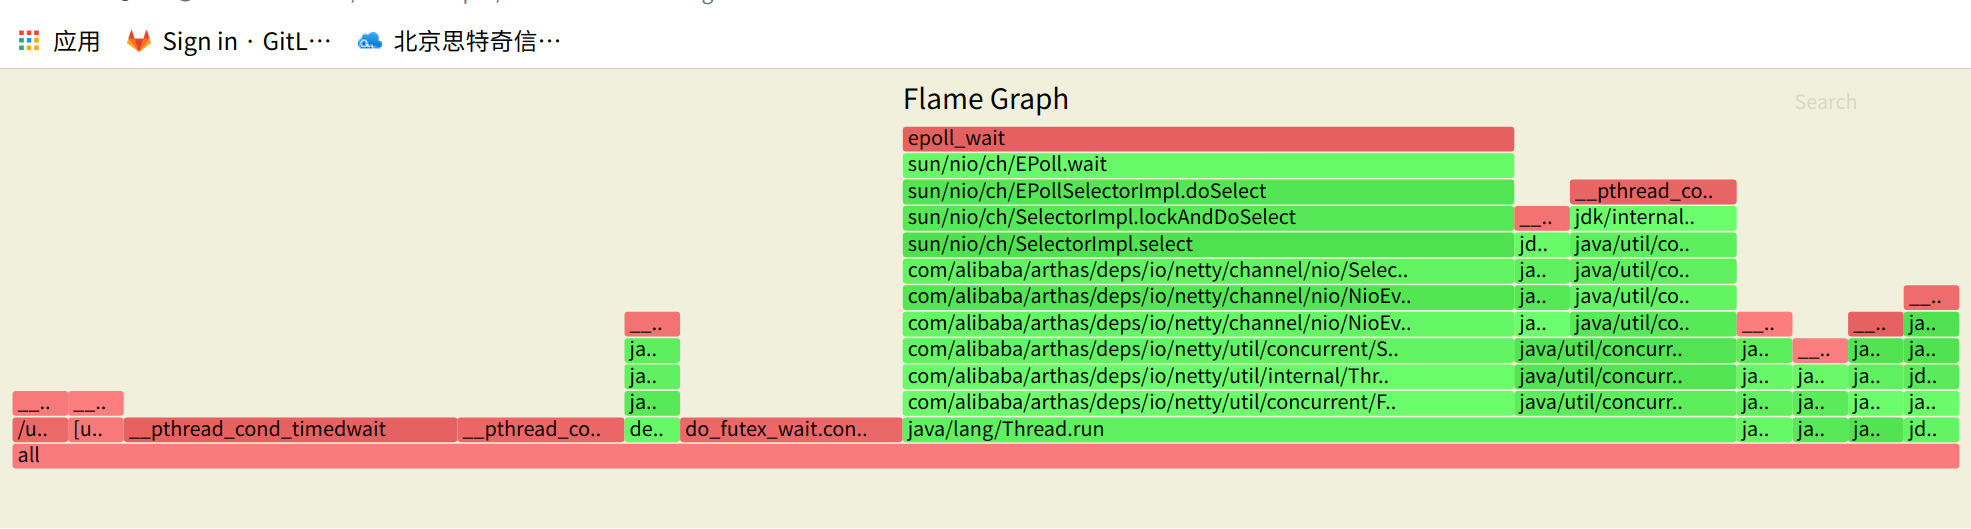 应用 Sign in · GitL… 北京思特奇信…
Flame Graph
Search
epoll_wait
sun/nio/ch/EPoll.wait
sun/nio/ch/EPollSelectorImpl.doSelect __pthread_co..
sun/nio/ch/SelectorImpl.lockAndDoSelect __.. jdk/internal..
sun/nio/ch/SelectorImpl.select jd.. java/util/co..
com/alibaba/arthas/deps/io/netty/channel/nio/Selec.. ja.. java/util/co..
com/alibaba/arthas/deps/io/netty/channel/nio/NioEv.. ja.. java/util/co.. __..
__.. com/alibaba/arthas/deps/io/netty/channel/nio/NioEv.. ja.. java/util/co.. __.. __.. ja..
ja.. com/alibaba/arthas/deps/io/netty/util/concurrent/S.. java/util/concurr.. ja.. __.. ja.. ja..
ja.. com/alibaba/arthas/deps/io/netty/util/internal/Thr.. java/util/concurr.. ja.. ja.. ja.. jd..
__.. __.. ja.. com/alibaba/arthas/deps/io/netty/util/concurrent/F.. java/util/concurr.. ja.. ja.. ja.. ja..
/u.. [u.. __pthread_cond_timedwait __pthread_co.. de.. do_futex_wait.con.. java/lang/Thread.run ja.. ja.. ja.. jd..
all